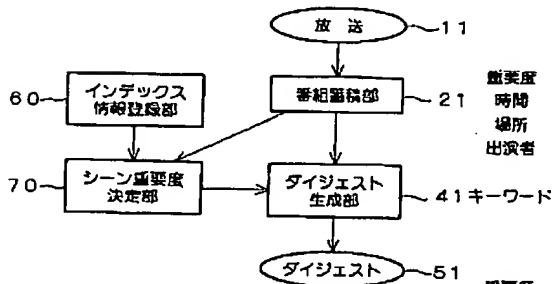 放 送
11
インデックス
情報登録部
60
番組蓄積部
21
重要度
時間
場所
出演者
シーン重要度
決定部
70
ダイジェスト
生成部
41
キーワード
ダイジェスト
51